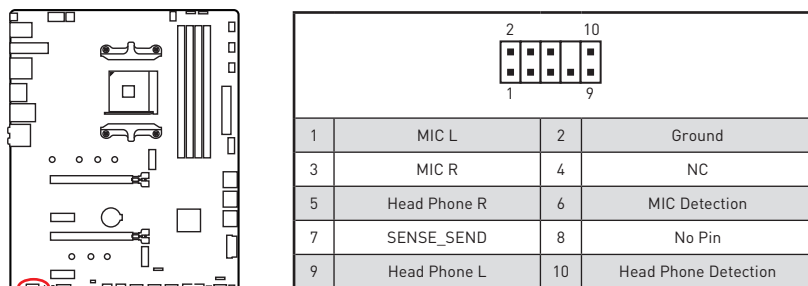 2 10
1 9
1 MIC L 2 Ground
3 MIC R 4 NC
5 Head Phone R 6 MIC Detection
7 SENSE_SEND 8 No Pin
9 Head Phone L 10 Head Phone Detection